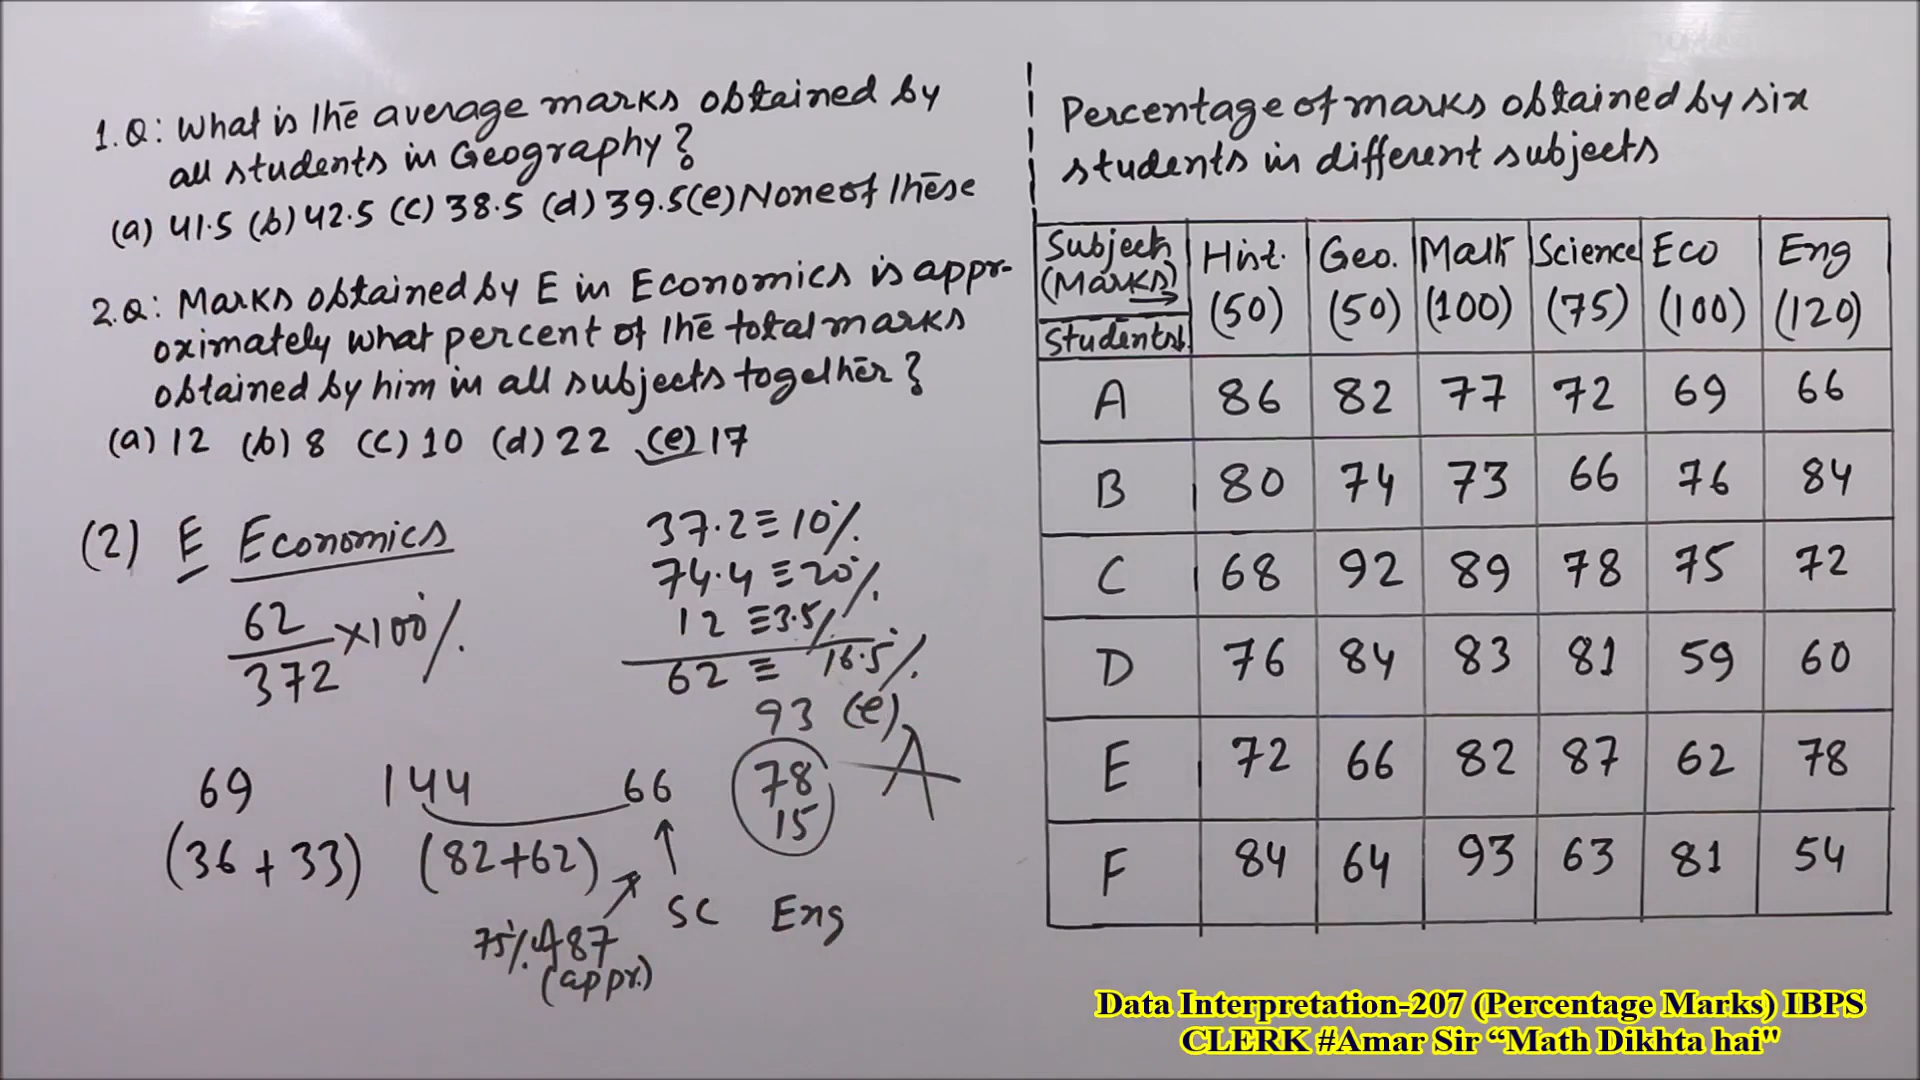 1.Q: What is the average marks obtained by
all students in Geography?
(a) 41.5 (b) 42.5 (c) 38.5 (d) 39.5 (e) None of these
2.Q: Marks obtained by E in Economics is appr-
oximately what percent of the total marks
obtained by him in all subjects together?
(a) 12 (b) 8 (c) 10 (d) 22 (e) 17
(2) E Economics
62/372 × 100%
37.2 ≡ 10%
74.4 ≡ 20%
12 ≡ 3.5%
62 ≡ 16.5%
93 (e)
A
69 144 66 78
15
(36 + 33) (82+62)
SC Eng
75% of 87
(appr.)
Percentage of marks obtained by six
students in different subjects
Subject (Marks) Hist. Geo. Math Science Eco Eng
Students (50) (50) (100) (75) (100) (120)
A 86 82 77 72 69 66
B 80 74 73 66 76 84
C 68 92 89 78 75 72
D 76 84 83 81 59 60
E 72 66 82 87 62 78
F 84 64 93 63 81 54
Data Interpretation-207 (Percentage Marks) IBPS
CLERK #Amar Sir “Math Dikhta hai"